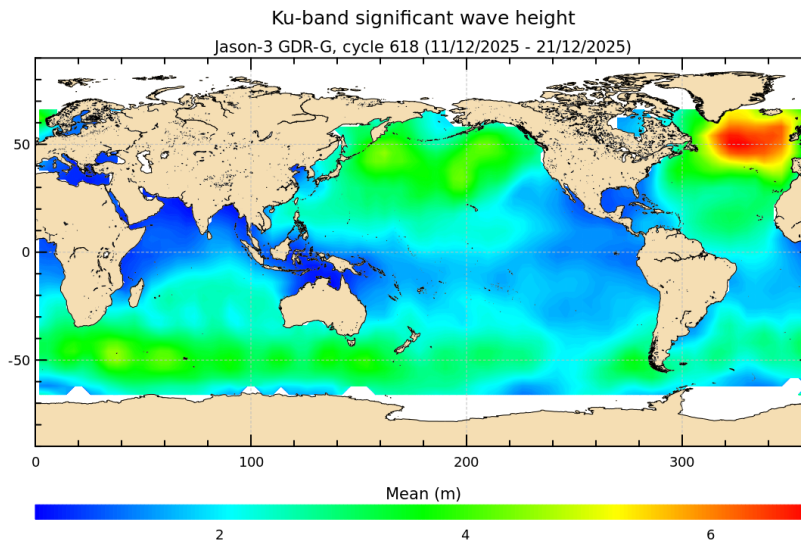 Ku-band significant wave height
Jason-3 GDR-G, cycle 618 (11/12/2025 - 21/12/2025)
50
0
-50
0 100 200 300
Mean (m)
2 4 6